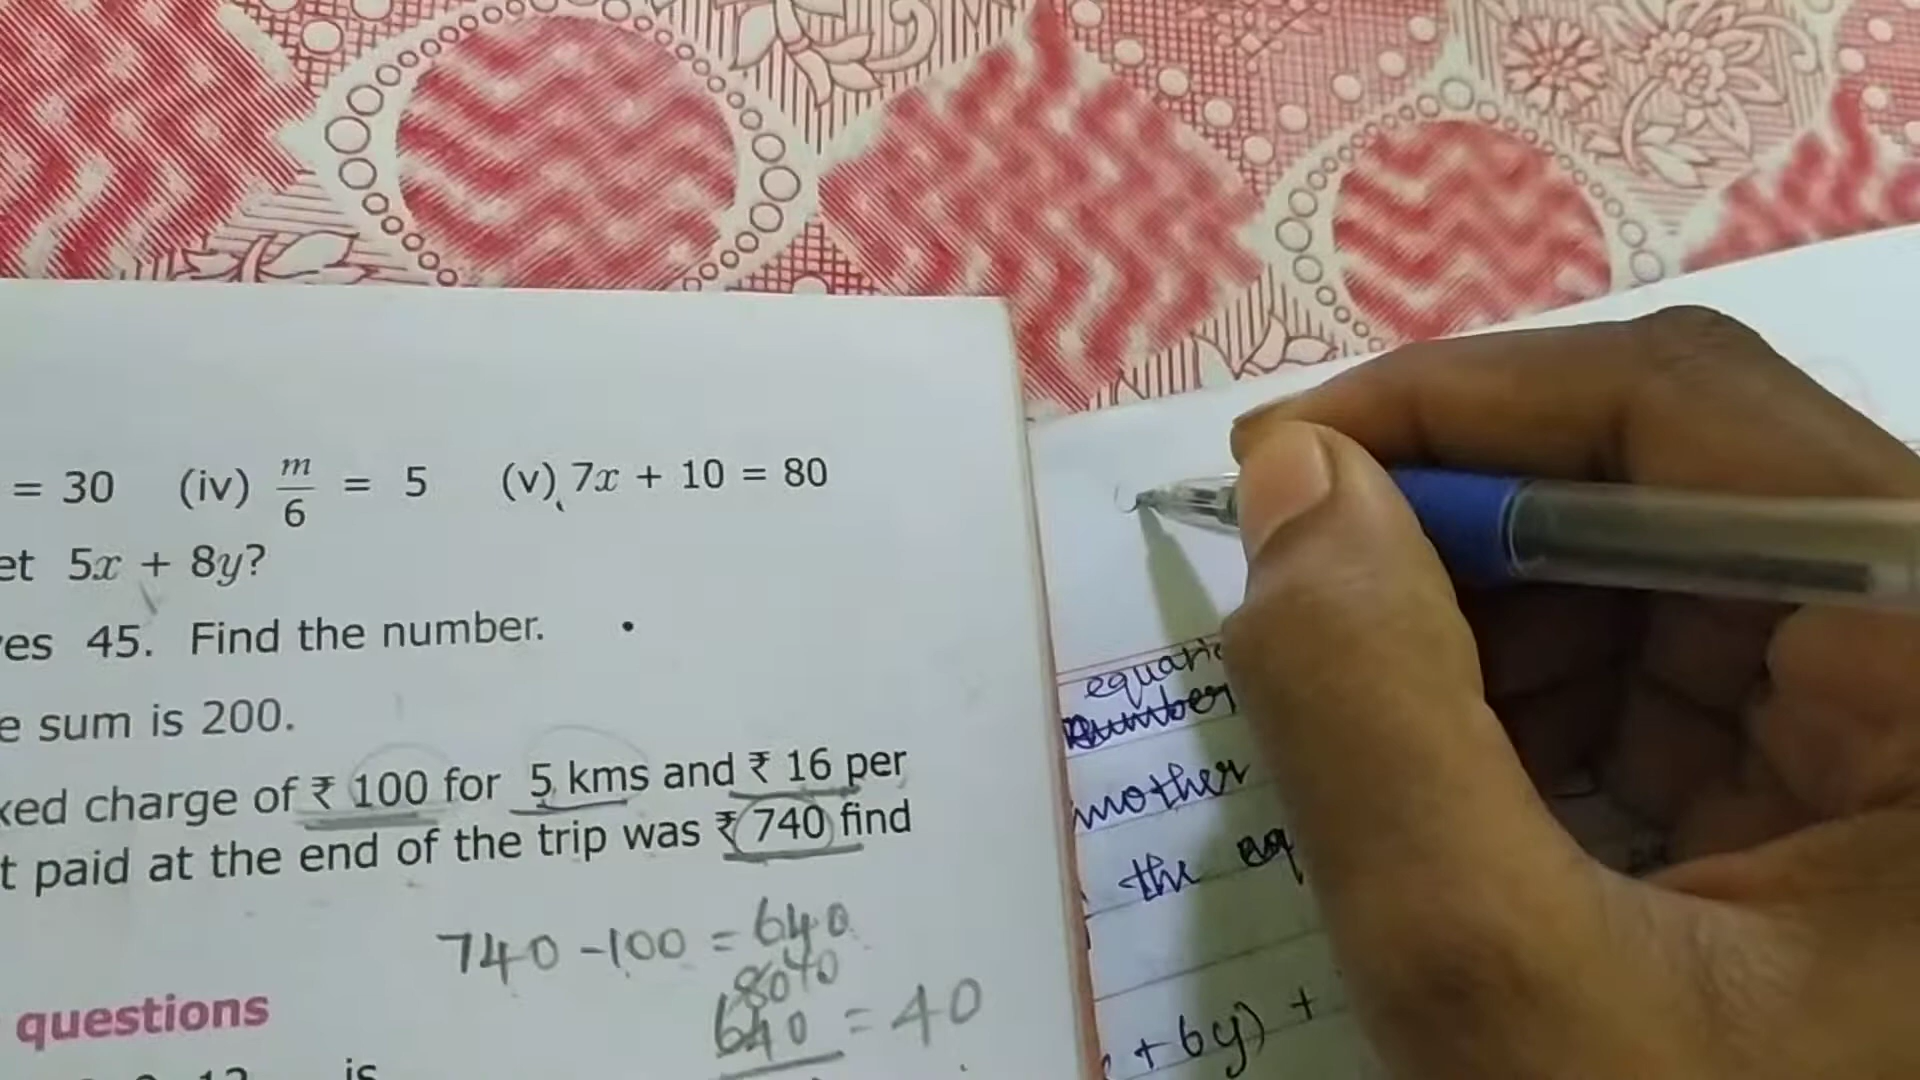 = 30 (iv) m/6 = 5 (v) 7x + 10 = 80
et 5x + 8y?
es 45. Find the number.
e sum is 200.
xed charge of ₹ 100 for 5 kms and ₹ 16 per
t paid at the end of the trip was ₹ 740 find
740 - 100 = 640
8040
640 = 40
questions
is
number
mother
the eq
+ 6y) +